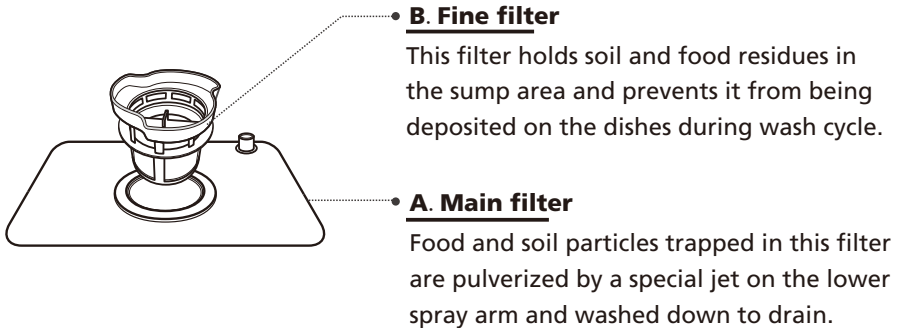 B. Fine filter
This filter holds soil and food residues in
the sump area and prevents it from being
deposited on the dishes during wash cycle.
A. Main filter
Food and soil particles trapped in this filter
are pulverized by a special jet on the lower
spray arm and washed down to drain.